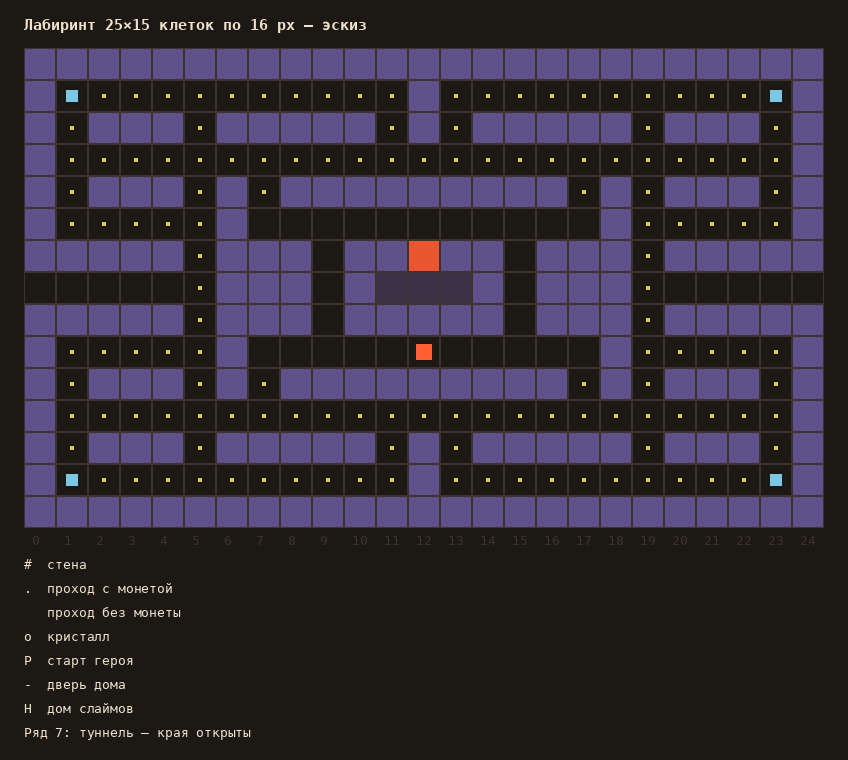 Лабиринт 25×15 клеток по 16 px — эскиз
0 1 2 3 4 5 6 7 8 9 10 11 12 13 14 15 16 17 18 19 20 21 22 23 24
# стена
. проход с монетой
проход без монеты
o кристалл
P старт героя
- дверь дома
H дом слаймов
Ряд 7: туннель — края открыты